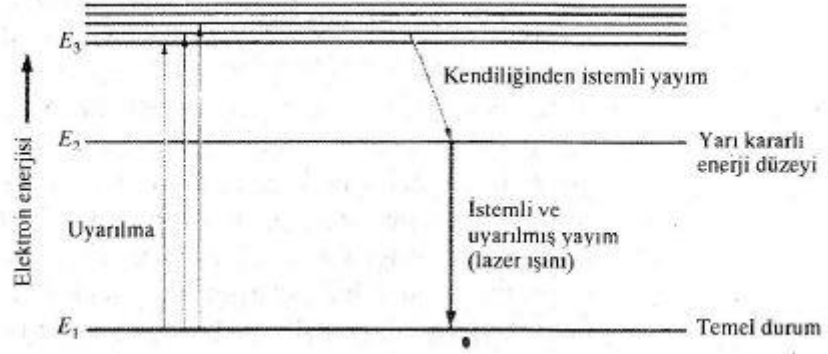 E3
Kendiliğinden istemli yayım
Elektron enerjisi
E2
Yarı kararlı
enerji düzeyi
Uyarılma
İstemli ve
uyarılmış yayım
(lazer ışını)
E1
Temel durum